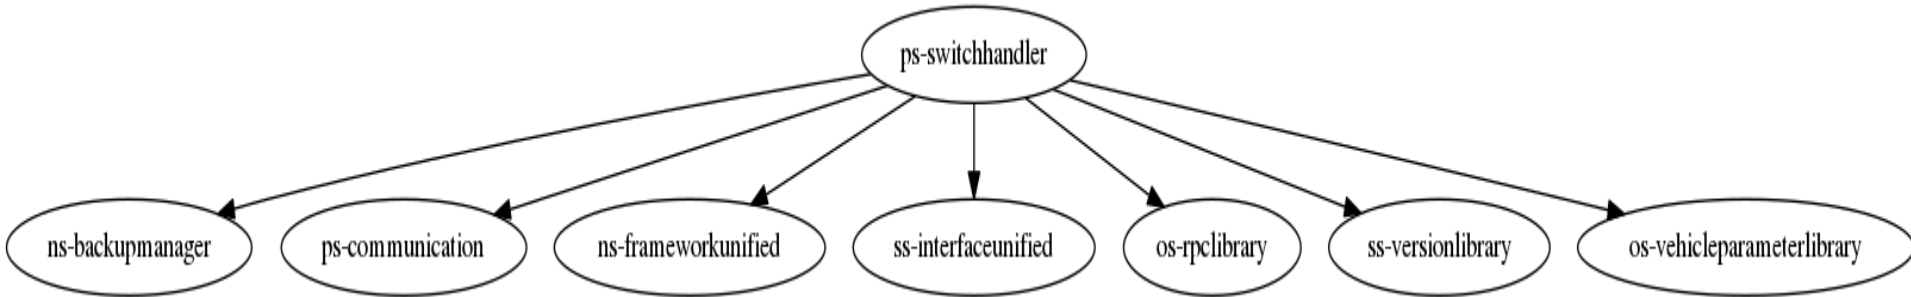 ps-switchhandler
ns-backupmanager
ps-communication
ns-frameworkunified
ss-interfaceunified
os-rpclibrary
ss-versionlibrary
os-vehicleparameterlibrary